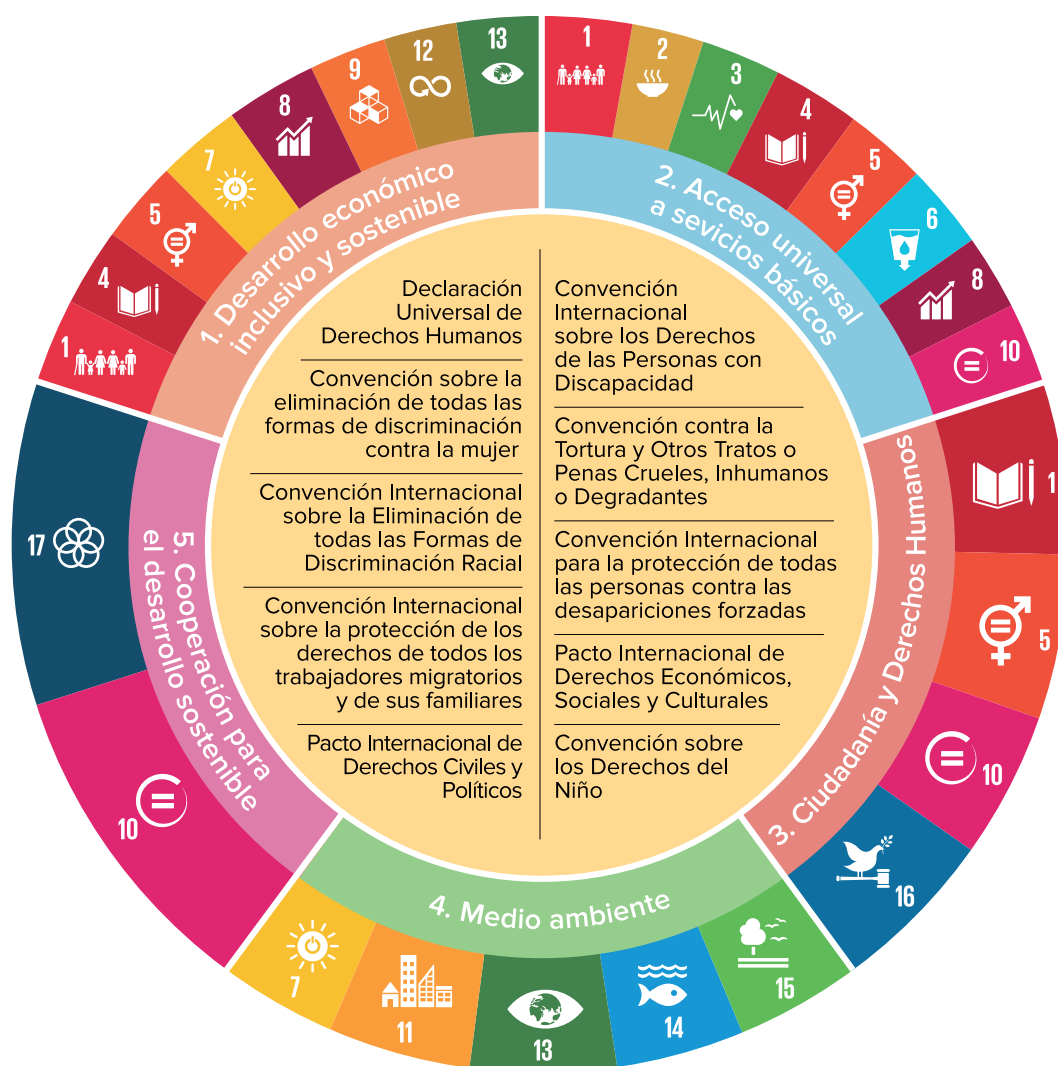 1
4
5
7
8
9
12
13
1. Desarrollo económico
inclusivo y sostenible
1
2
3
4
5
6
8
10
2. Acceso universal
a sevicios básicos
1
5
10
16
3. Ciudadanía y Derechos Humanos
15
14
13
11
7
4. Medio ambiente
10
17
5. Cooperación para
el desarrollo sostenible
Declaración
Universal de
Derechos Humanos
Convención sobre la
eliminación de todas las
formas de discriminación
contra la mujer
Convención Internacional
sobre la Eliminación de
todas las Formas de
Discriminación Racial
Convención Internacional
sobre la protección de los
derechos de todos los
trabajadores migratorios
y de sus familiares
Pacto Internacional de
Derechos Civiles y
Políticos
Convención
Internacional
sobre los Derechos
de las Personas con
Discapacidad
Convención contra la
Tortura y Otros Tratos o
Penas Crueles, Inhumanos
o Degradantes
Convención Internacional
para la protección de todas
las personas contra las
desapariciones forzadas
Pacto Internacional de
Derechos Económicos,
Sociales y Culturales
Convención sobre
los Derechos del
Niño